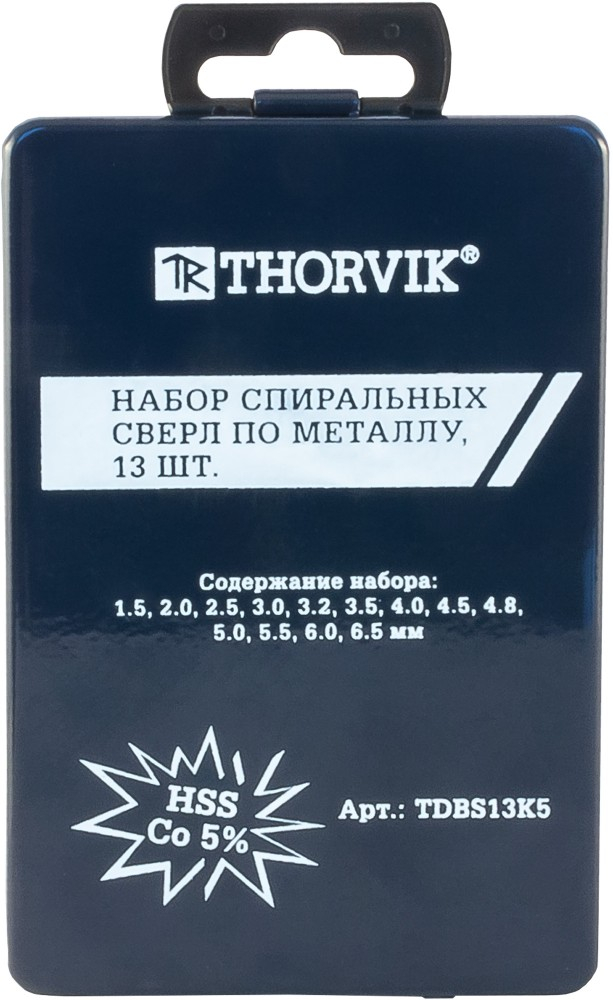 TR THORVIK®
НАБОР СПИРАЛЬНЫХ
СВЕРЛ ПО МЕТАЛЛУ,
13 ШТ.
Содержание набора:
1.5, 2.0, 2.5, 3.0, 3.2, 3.5, 4.0, 4.5, 4.8,
5.0, 5.5, 6.0, 6.5 мм
HSS
Co 5%
Арт.: TDBS13K5